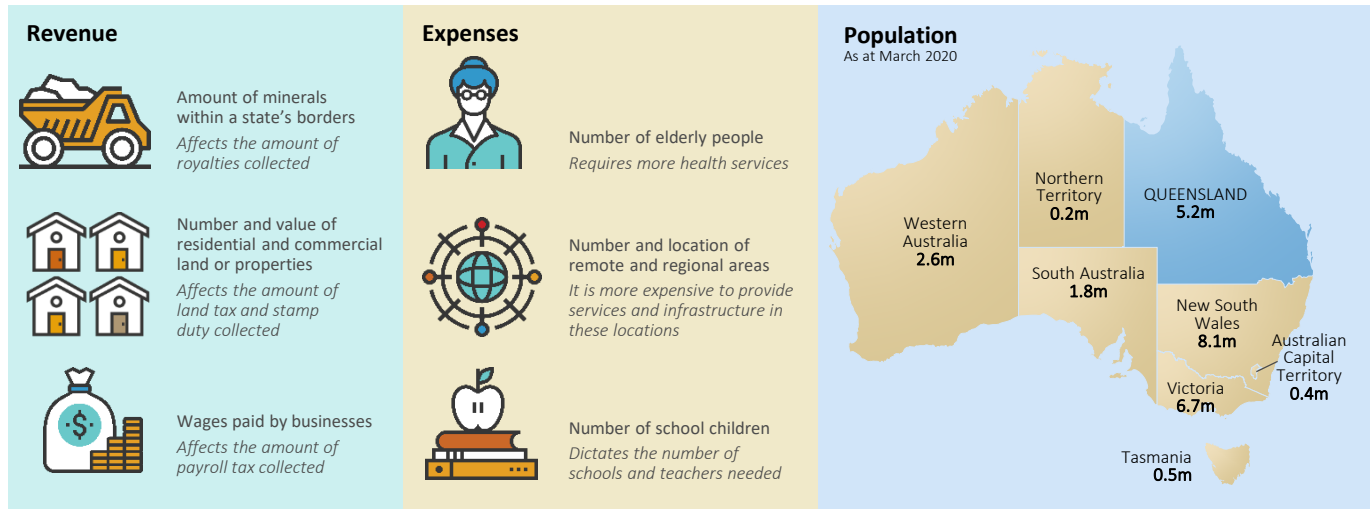 Revenue
Amount of minerals
within a state's borders
Affects the amount of
royalties collected
Number and value of
residential and commercial
land or properties
Affects the amount of
land tax and stamp
duty collected
$
Wages paid by businesses
Affects the amount of
payroll tax collected
Expenses
Number of elderly people
Requires more health services
Number and location of
remote and regional areas
It is more expensive to provide
services and infrastructure in
these locations
Number of school children
Dictates the number of
schools and teachers needed
Population
As at March 2020
Northern
Territory
0.2m
QUEENSLAND
5.2m
Western
Australia
2.6m
South Australia
1.8m
New South
Wales
8.1m
Australian
Capital
Territory
0.4m
Victoria
6.7m
Tasmania
0.5m